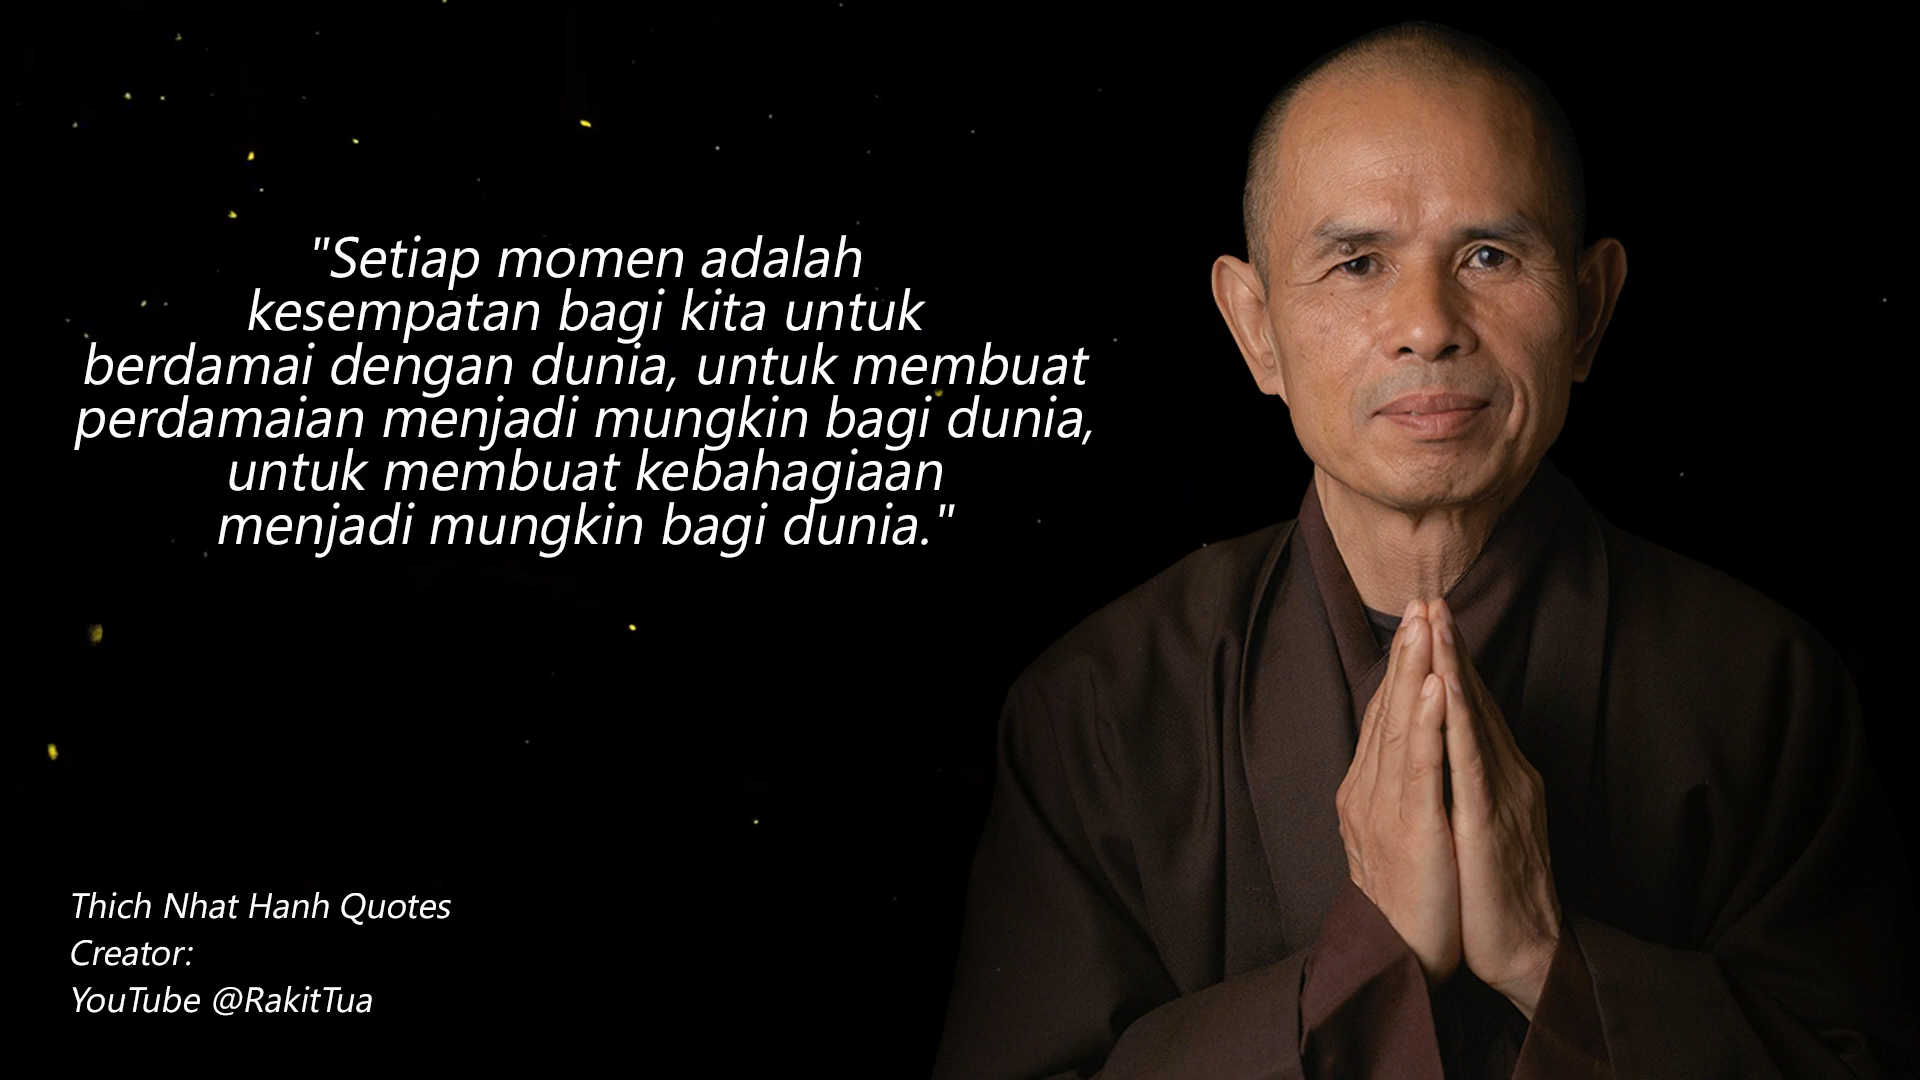 "Setiap momen adalah
kesempatan bagi kita untuk
berdamai dengan dunia, untuk membuat
perdamaian menjadi mungkin bagi dunia,
untuk membuat kebahagiaan
menjadi mungkin bagi dunia."
Thich Nhat Hanh Quotes
Creator:
YouTube @RakitTua